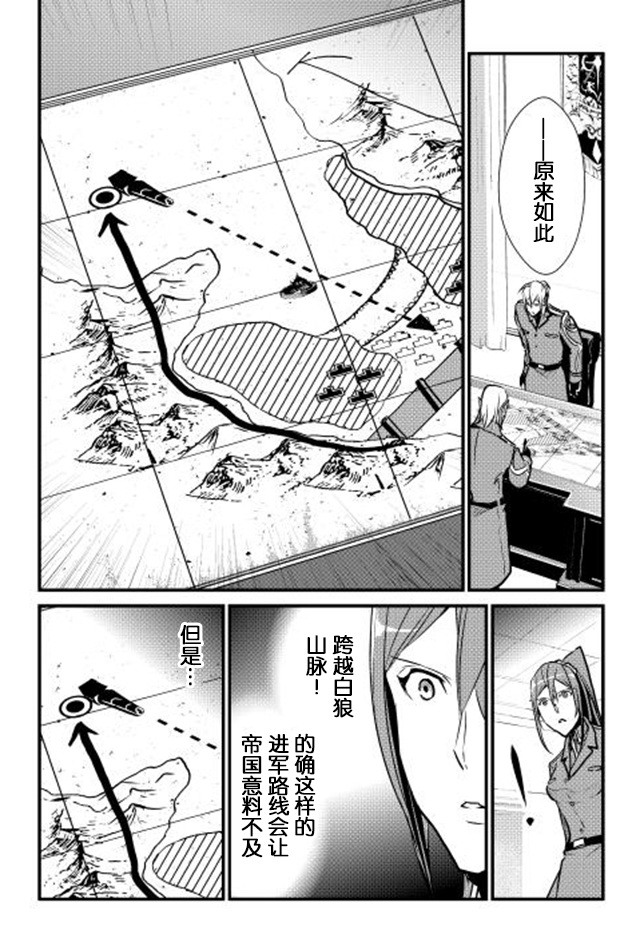 ——原来如此
跨越白狼
山脉！
的确这样的
进军路线会让
帝国意料不及
但是…